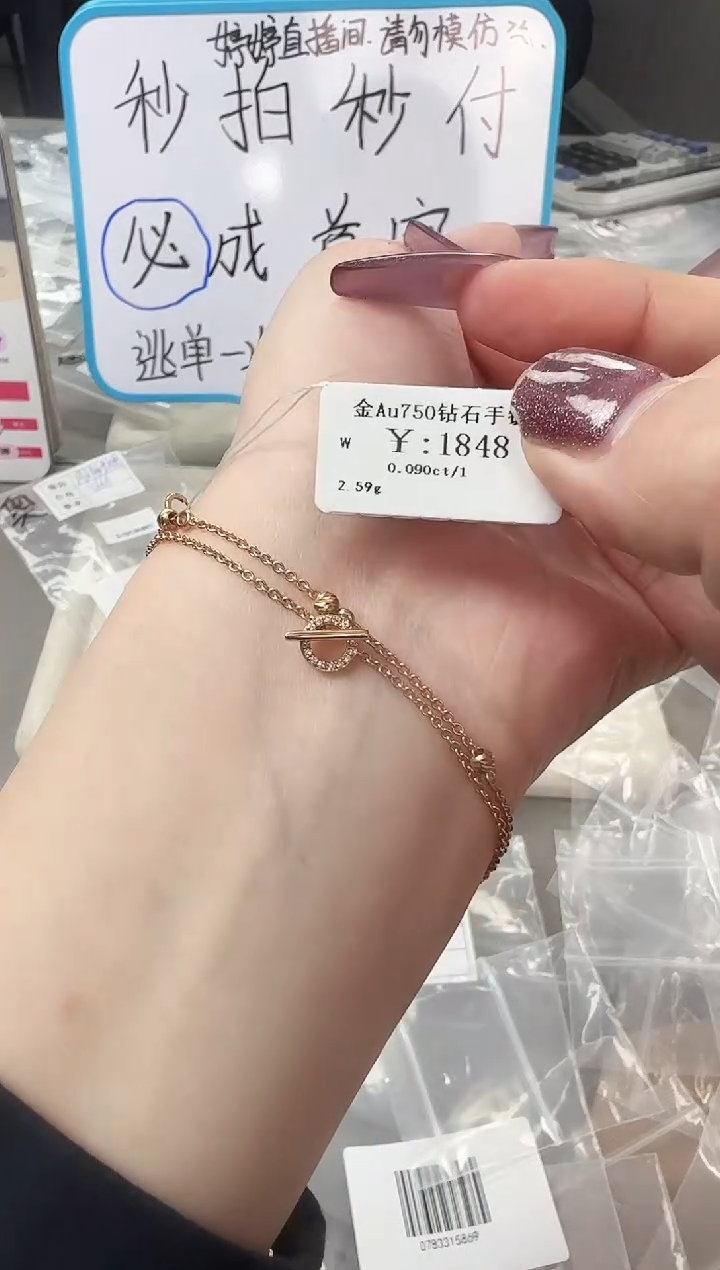 婷婷直播间.请勿模仿
秒拍秒付
必成首
逃单一
金Au750钻石手
W ¥:1848
0.090ct/1
2.59g
0783315869